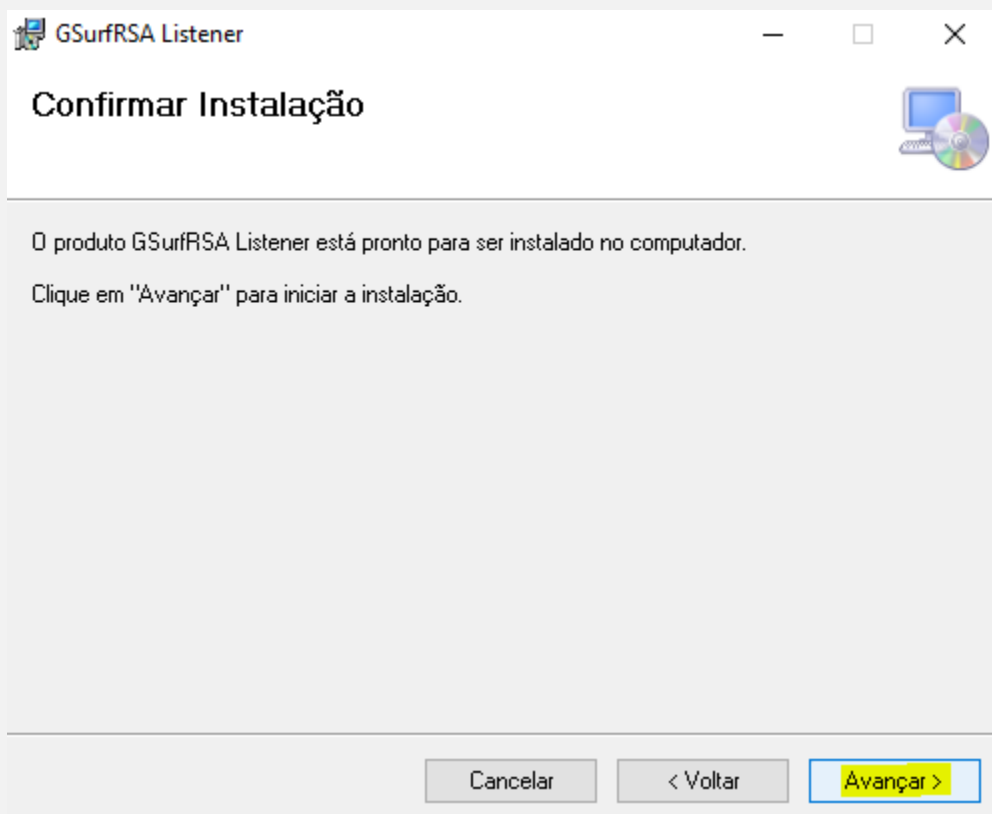 GSurfRSA Listener
Confirmar Instalação
O produto GSurfRSA Listener está pronto para ser instalado no computador.
Clique em "Avançar" para iniciar a instalação.
Cancelar
< Voltar
Avançar >